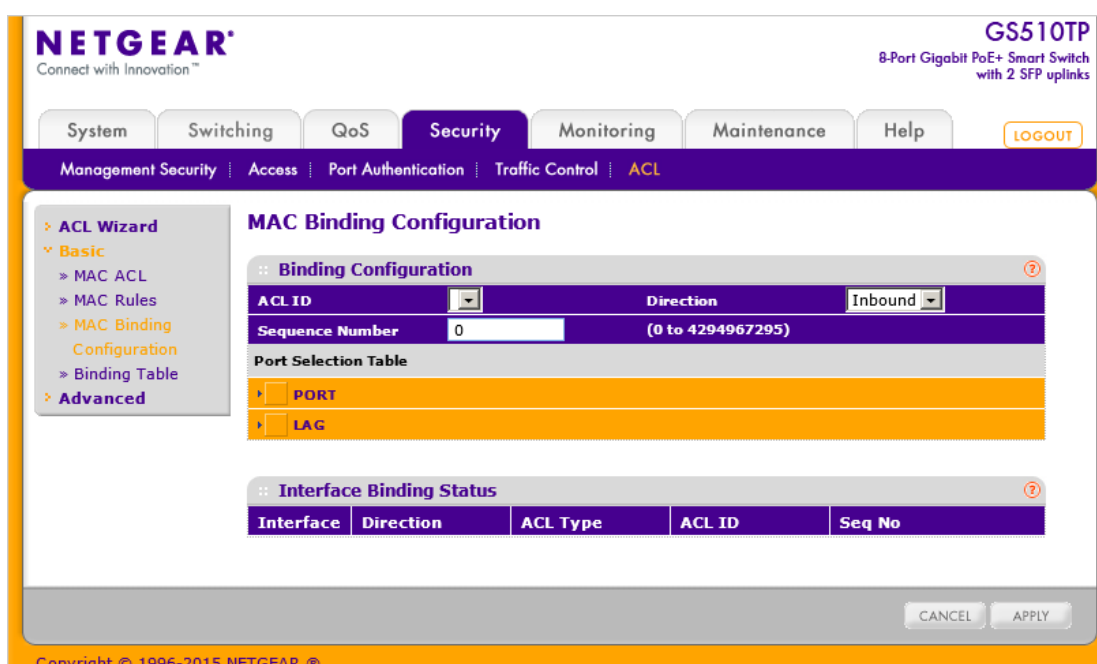 NETGEAR®
Connect with Innovation™
GS510TP
8-Port Gigabit PoE+ Smart Switch
with 2 SFP uplinks
System Switching QoS Security Monitoring Maintenance Help LOGOUT
Management Security Access Port Authentication Traffic Control ACL
ACL Wizard
Basic
» MAC ACL
» MAC Rules
» MAC Binding
Configuration
» Binding Table
Advanced
MAC Binding Configuration
Binding Configuration ?
ACL ID Direction Inbound
Sequence Number 0 (0 to 4294967295)
Port Selection Table
PORT
LAG
Interface Binding Status ?
Interface Direction ACL Type ACL ID Seq No
CANCEL APPLY
Copyright © 1996-2015 NETGEAR ®